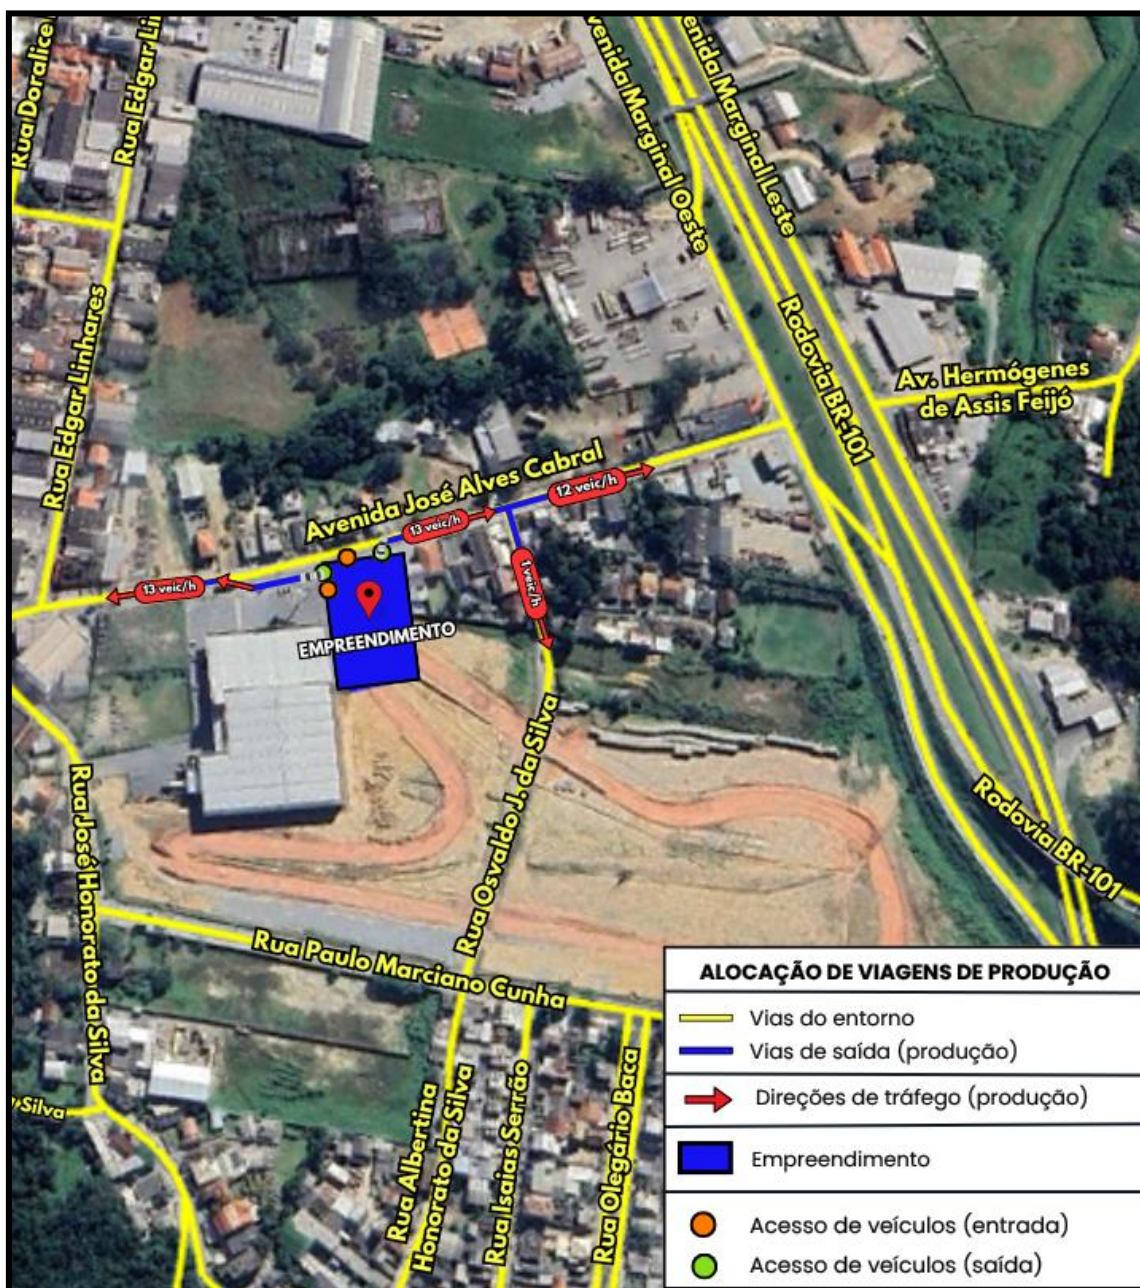 Rua Doralice
Rua Edgar Lin
Avenida Marginal Oeste
enida Marginal Leste
Rua Edgar Linhares
Rodovia BR-101
Av. Hermógenes
de Assis Feijó
Avenida José Alves Cabral
12 veic/h
13 veic/h
1 veic/h
13 veic/h
EMPREENDIMENTO
Rua Osvaldo J. da Silva
Rua José Honorato da Silva
Rodovia BR-101
Rua Paulo Marciano Cunha
Silva
Rua Albertina
Honorato da Silva
Rua Isaias Serrão
Rua Olegário Baca
ALOCAÇÃO DE VIAGENS DE PRODUÇÃO
Vias do entorno
Vias de saída (produção)
Direções de tráfego (produção)
Empreendimento
Acesso de veículos (entrada)
Acesso de veículos (saída)